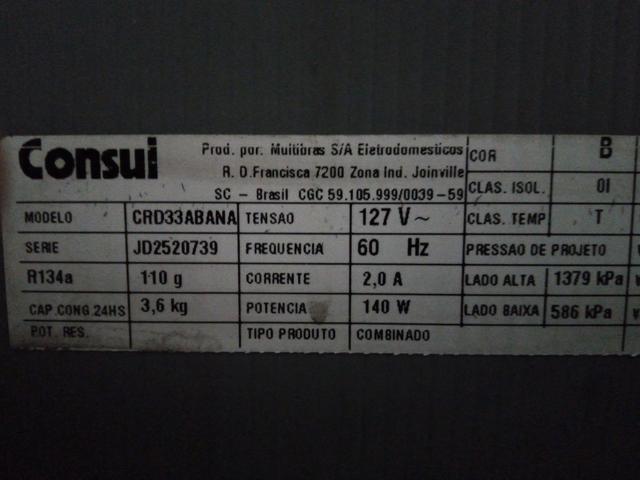 Consul
Prod. por: Multibras S/A Eletrodomesticos
R. D.Francisca 7200 Zona Ind. Joinville
SC - Brasil CGC 59.105.999/0039-59
COR B
CLAS. ISOL. 01
MODELO CRD33ABANA TENSAO 127 V~ CLAS. TEMP T
SERIE JD2520739 FREQUENCIA 60 Hz PRESSAO DE PROJETO
R134a 110 g CORRENTE 2,0 A LADO ALTA 1379 kPa
CAP.CONG.24HS 3,6 kg POTENCIA 140 W LADO BAIXA 586 kPa
POT. RES. TIPO PRODUTO COMBINADO